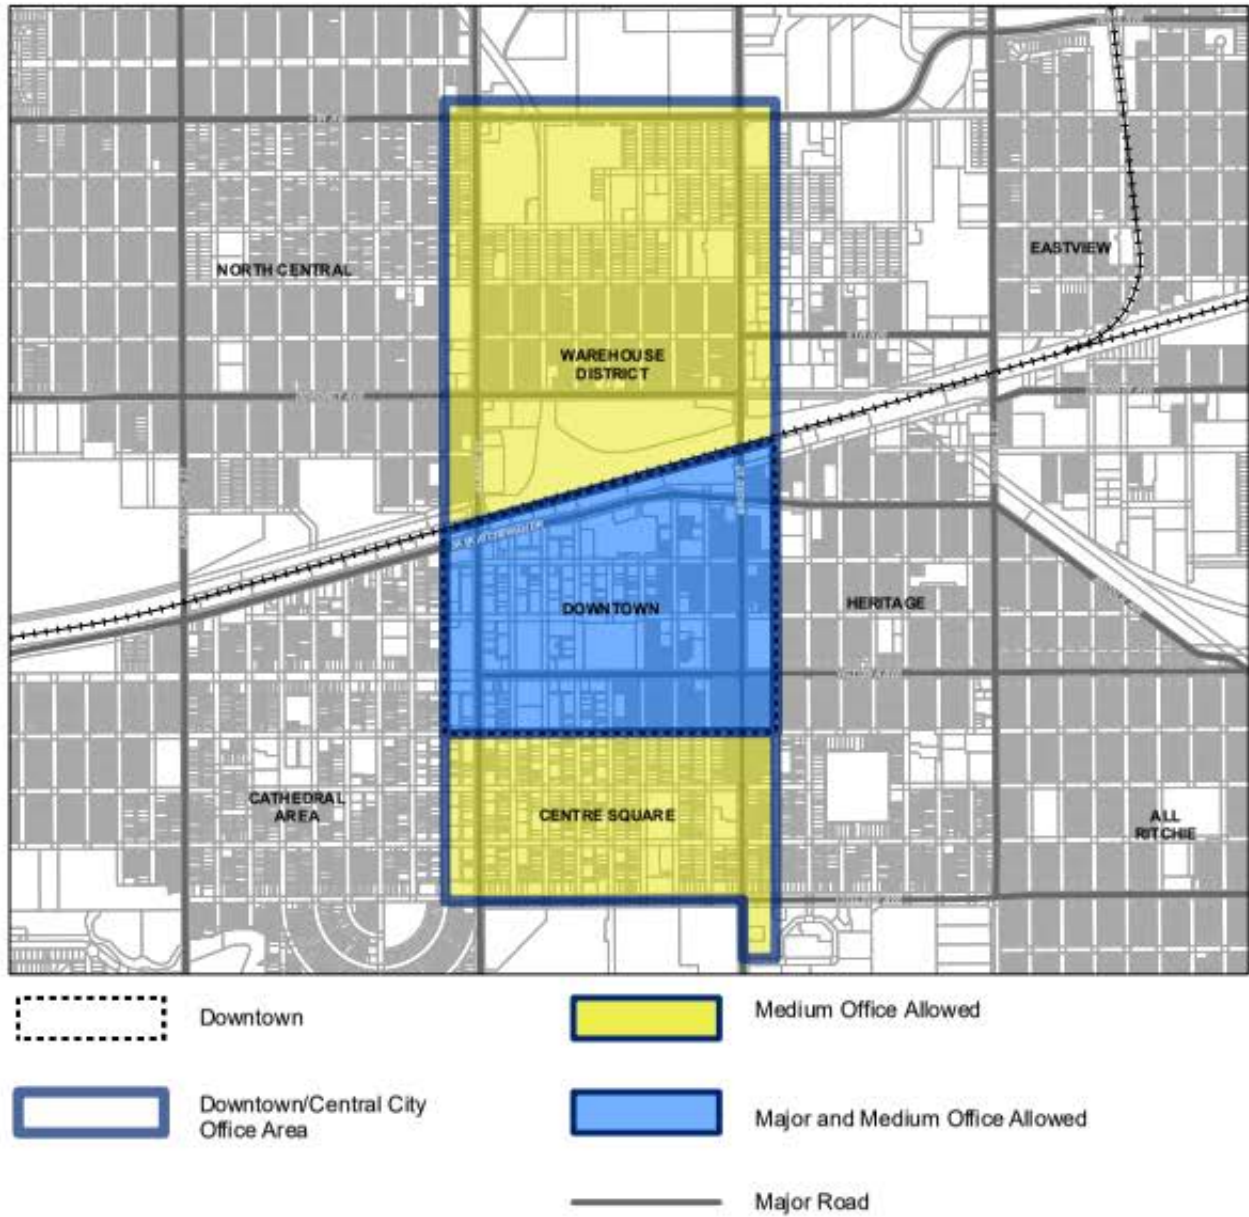 NORTH CENTRAL
EASTVIEW
WAREHOUSE
DISTRICT
DOWNTOWN
HERITAGE
CATHEDRAL
AREA
CENTRE SQUARE
ALL
RITCHIE
Downtown
Medium Office Allowed
Downtown/Central City
Office Area
Major and Medium Office Allowed
Major Road